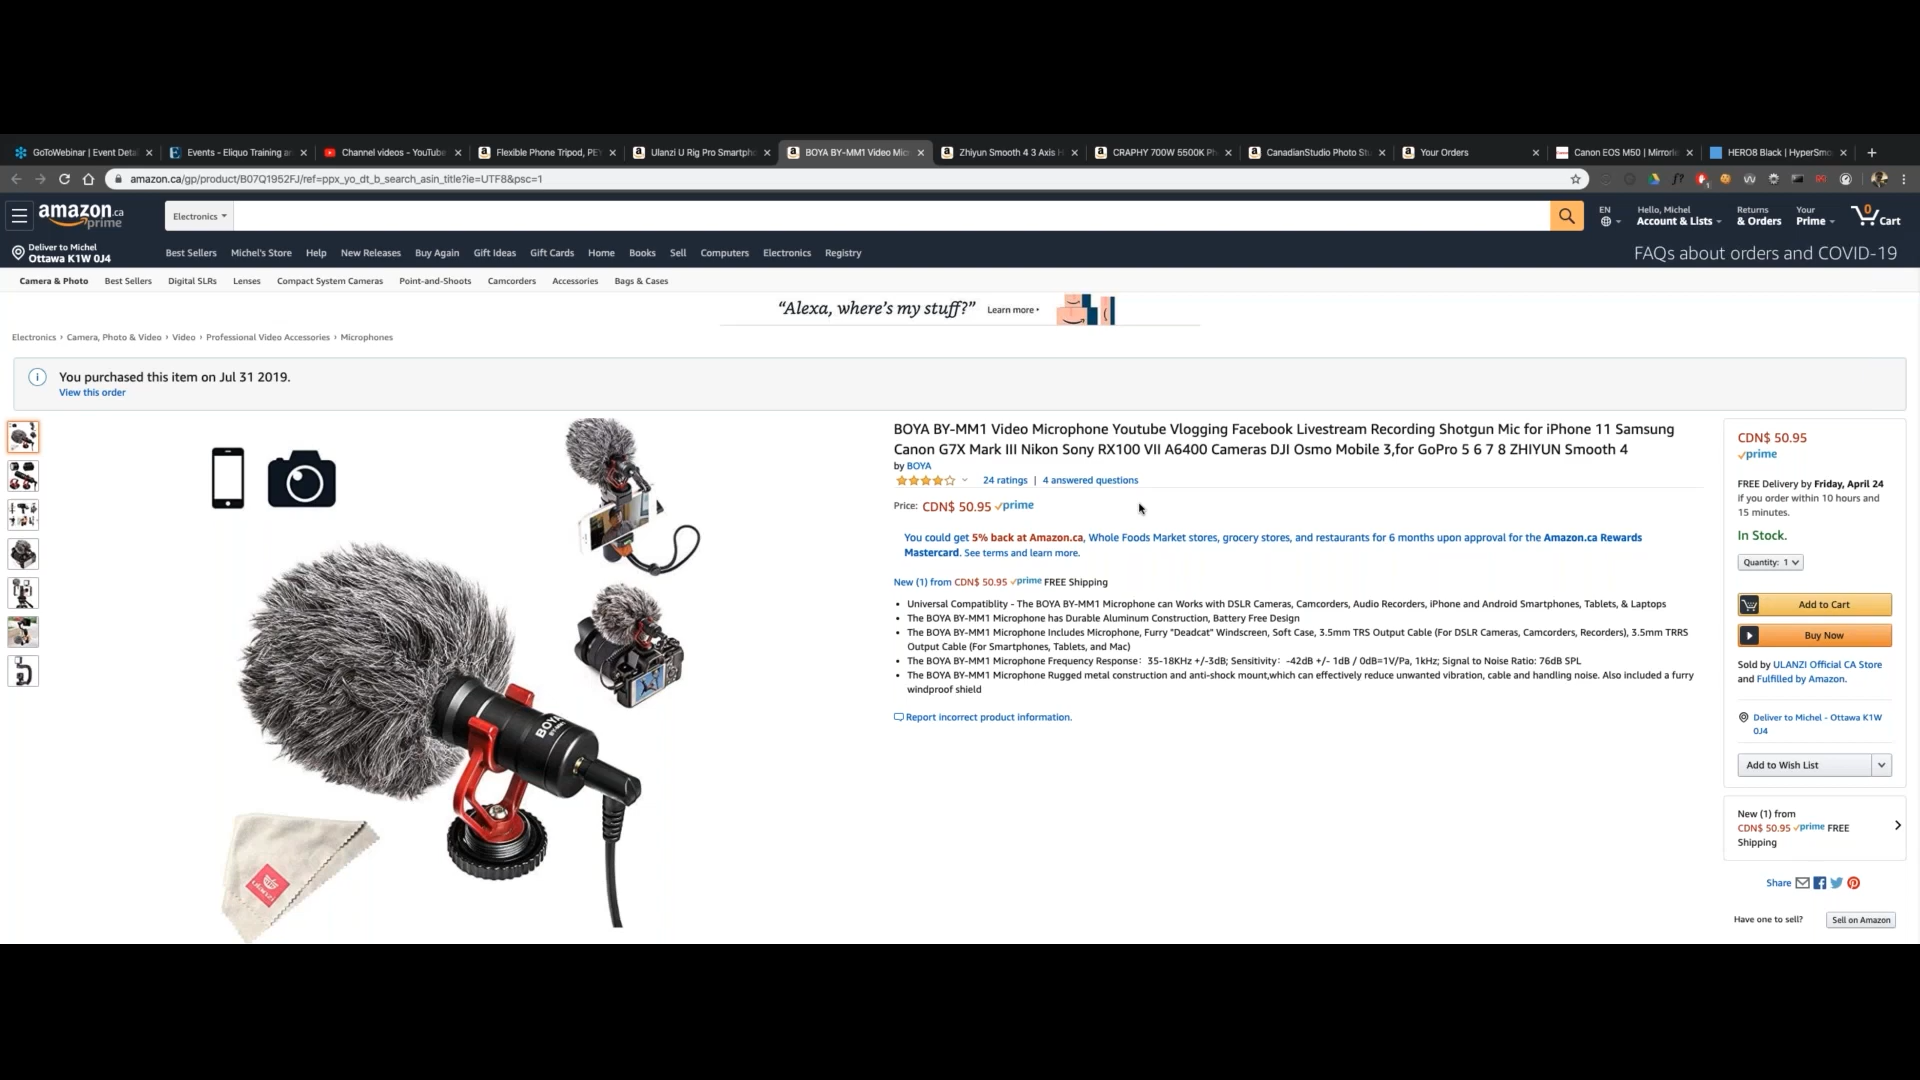 GoToWebinar | Event Deta
Events - Eliquo Training a
Channel videos - YouTube
Flexible Phone Tripod, PEY
Ulanzi U Rig Pro Smartph
BOYA BY-MM1 Video Mic
Zhiyun Smooth 4 3 Axis H
CRAPHY 700W 5500K Ph
CanadianStudio Photo St
Your Orders
Canon EOS M50 | Mirrorle
HERO8 Black | HyperSmo
amazon.ca/gp/product/B07Q1952FJ/ref=ppx_yo_dt_b_search_asin_title?ie=UTF8&psc=1
amazon.ca
prime
Electronics
EN
Hello, Michel
Account & Lists
Returns
& Orders
Your
Prime
0
Cart
Deliver to Michel
Ottawa K1W 0J4
Best Sellers Michel's Store Help New Releases Buy Again Gift Ideas Gift Cards Home Books Sell Computers Electronics Registry
FAQs about orders and COVID-19
Camera & Photo Best Sellers Digital SLRs Lenses Compact System Cameras Point-and-Shoots Camcorders Accessories Bags & Cases
“Alexa, where’s my stuff?” Learn more
Electronics › Camera, Photo & Video › Video › Professional Video Accessories › Microphones
You purchased this item on Jul 31 2019.
View this order
BOYA BY-MM1 Video Microphone Youtube Vlogging Facebook Livestream Recording Shotgun Mic for iPhone 11 Samsung
Canon G7X Mark III Nikon Sony RX100 VII A6400 Cameras DJI Osmo Mobile 3,for GoPro 5 6 7 8 ZHIYUN Smooth 4
by BOYA
24 ratings | 4 answered questions
Price: CDN$ 50.95 prime
You could get 5% back at Amazon.ca, Whole Foods Market stores, grocery stores, and restaurants for 6 months upon approval for the Amazon.ca Rewards
Mastercard. See terms and learn more.
New (1) from CDN$ 50.95 prime FREE Shipping
• Universal Compatiblity - The BOYA BY-MM1 Microphone can Works with DSLR Cameras, Camcorders, Audio Recorders, iPhone and Android Smartphones, Tablets, & Laptops
• The BOYA BY-MM1 Microphone has Durable Aluminum Construction, Battery Free Design
• The BOYA BY-MM1 Microphone Includes Microphone, Furry "Deadcat" Windscreen, Soft Case, 3.5mm TRS Output Cable (For DSLR Cameras, Camcorders, Recorders), 3.5mm TRRS
Output Cable (For Smartphones, Tablets, and Mac)
• The BOYA BY-MM1 Microphone Frequency Response：35-18KHz +/-3dB; Sensitivity：-42dB +/- 1dB / 0dB=1V/Pa, 1kHz; Signal to Noise Ratio: 76dB SPL
• The BOYA BY-MM1 Microphone Rugged metal construction and anti-shock mount,which can effectively reduce unwanted vibration, cable and handling noise. Also included a furry
windproof shield
Report incorrect product information.
BOYA
BY-MM1
CDN$ 50.95
prime
FREE Delivery by Friday, April 24
if you order within 10 hours and
15 minutes.
In Stock.
Quantity: 1
Add to Cart
Buy Now
Sold by ULANZI Official CA Store
and Fulfilled by Amazon.
Deliver to Michel - Ottawa K1W
0J4
Add to Wish List
New (1) from
CDN$ 50.95 prime FREE
Shipping
Share
Have one to sell?
Sell on Amazon